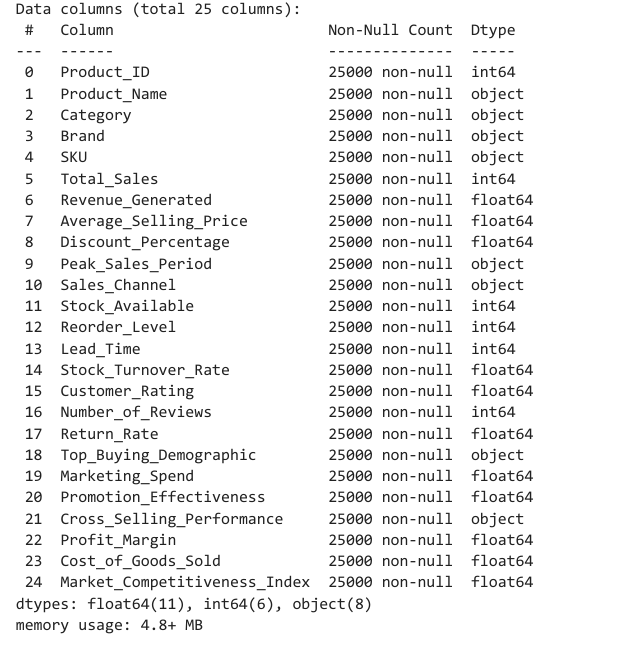 Data columns (total 25 columns):
 #   Column                       Non-Null Count  Dtype
---  ------                       --------------  -----
 0   Product_ID                   25000 non-null  int64
 1   Product_Name                 25000 non-null  object
 2   Category                     25000 non-null  object
 3   Brand                        25000 non-null  object
 4   SKU                          25000 non-null  object
 5   Total_Sales                  25000 non-null  int64
 6   Revenue_Generated            25000 non-null  float64
 7   Average_Selling_Price        25000 non-null  float64
 8   Discount_Percentage          25000 non-null  float64
 9   Peak_Sales_Period            25000 non-null  object
 10  Sales_Channel                25000 non-null  object
 11  Stock_Available              25000 non-null  int64
 12  Reorder_Level                25000 non-null  int64
 13  Lead_Time                    25000 non-null  int64
 14  Stock_Turnover_Rate          25000 non-null  float64
 15  Customer_Rating              25000 non-null  float64
 16  Number_of_Reviews            25000 non-null  int64
 17  Return_Rate                  25000 non-null  float64
 18  Top_Buying_Demographic       25000 non-null  object
 19  Marketing_Spend              25000 non-null  float64
 20  Promotion_Effectiveness      25000 non-null  float64
 21  Cross_Selling_Performance    25000 non-null  object
 22  Profit_Margin                25000 non-null  float64
 23  Cost_of_Goods_Sold           25000 non-null  float64
 24  Market_Competitiveness_Index 25000 non-null  float64
dtypes: float64(11), int64(6), object(8)
memory usage: 4.8+ MB